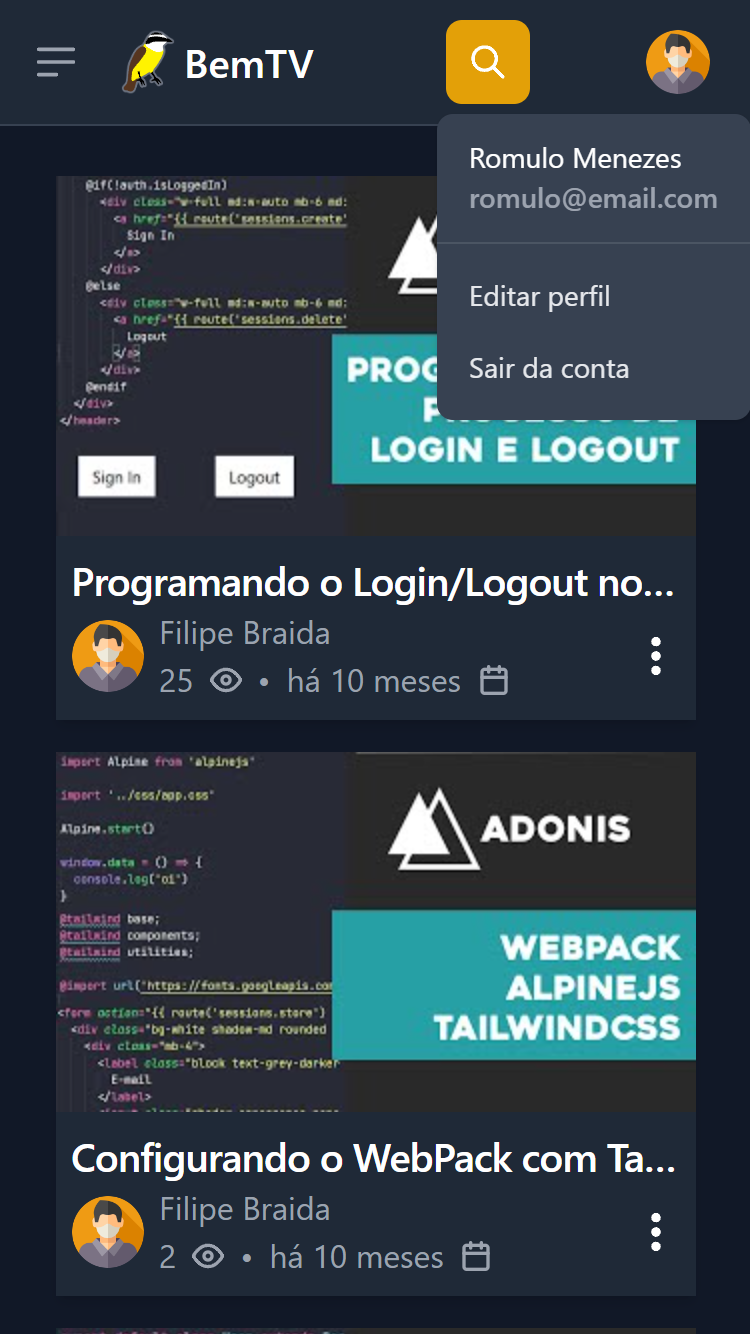 BemTV
Romulo Menezes
romulo@email.com
Editar perfil
Sair da conta
@if(!auth.isLoggedIn)
<div class="w-full md:w-auto mb-6 md:
<a href="{{ route('sessions.create'
Sign In
</a>
</div>
@else
<div class="w-full md:w-auto mb-6 md:
<a href="{{ route('sessions.delete'
Logout
</a>
</div>
@endif
</div>
</header>
Sign In
Logout
LOGIN E LOGOUT
Programando o Login/Logout no...
Filipe Braida
25 • há 10 meses
import Alpine from 'alpinejs'
import '../css/app.css'
Alpine.start()
window.data = () => {
console.log("oi")
}
@tailwind base;
@tailwind components;
@tailwind utilities;
@import url('https://fonts.googleapis.com
<form action="{{ route('sessions.store')
<div class="bg-white shadow-md rounded
<div class="mb-4">
<label class="block text-grey-darker
E-mail
</label>
ADONIS
WEBPACK
ALPINEJS
TAILWINDCSS
Configurando o WebPack com Ta...
Filipe Braida
2 • há 10 meses